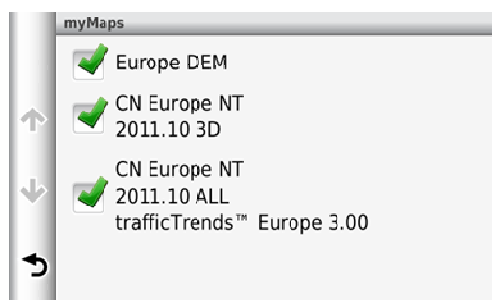 myMaps
Europe DEM
CN Europe NT
2011.10 3D
CN Europe NT
2011.10 ALL
trafficTrends™ Europe 3.00